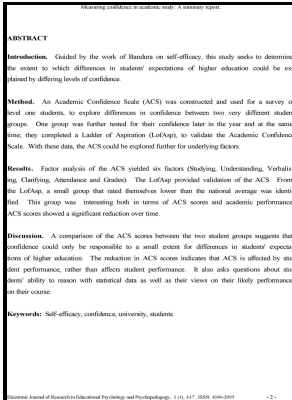 Measuring confidence in academic study: A summary report.
ABSTRACT
Introduction. Guided by the work of Bandura on self-efficacy, this study seeks to determine
the extent to which differences in students' expectations of higher education could be ex
plained by differing levels of confidence.
Method. An Academic Confidence Scale (ACS) was constructed and used for a survey o
level one students, to explore differences in confidence between two very different studen
groups. One group was further tested for their confidence later in the year and at the same
time; they completed a Ladder of Aspiration (LofAsp), to validate the Academic Confidenc
Scale. With these data, the ACS could be explored further for underlying factors.
Results. Factor analysis of the ACS yielded six factors (Studying, Understanding, Verbalis
ing, Clarifying, Attendance and Grades). The LofAsp provided validation of the ACS. From
the LofAsp, a small group that rated themselves lower than the national average was identi
fied. This group was interesting both in terms of ACS scores and academic performance
ACS scores showed a significant reduction over time.
Discussion. A comparison of the ACS scores between the two student groups suggests that
confidence could only be responsible to a small extent for differences in students' expecta
tions of higher education. The reduction in ACS scores indicates that ACS is affected by stu
dent performance, rather than affects student performance. It also asks questions about stu
dents' ability to reason with statistical data as well as their views on their likely performance
on their course.
Keywords: Self-efficacy, confidence, university, students
Electronic Journal of Research in Educational Psychology and Psychopedagogy, 1 (1), 1-17. ISSN: 1696-2095 - 2 -